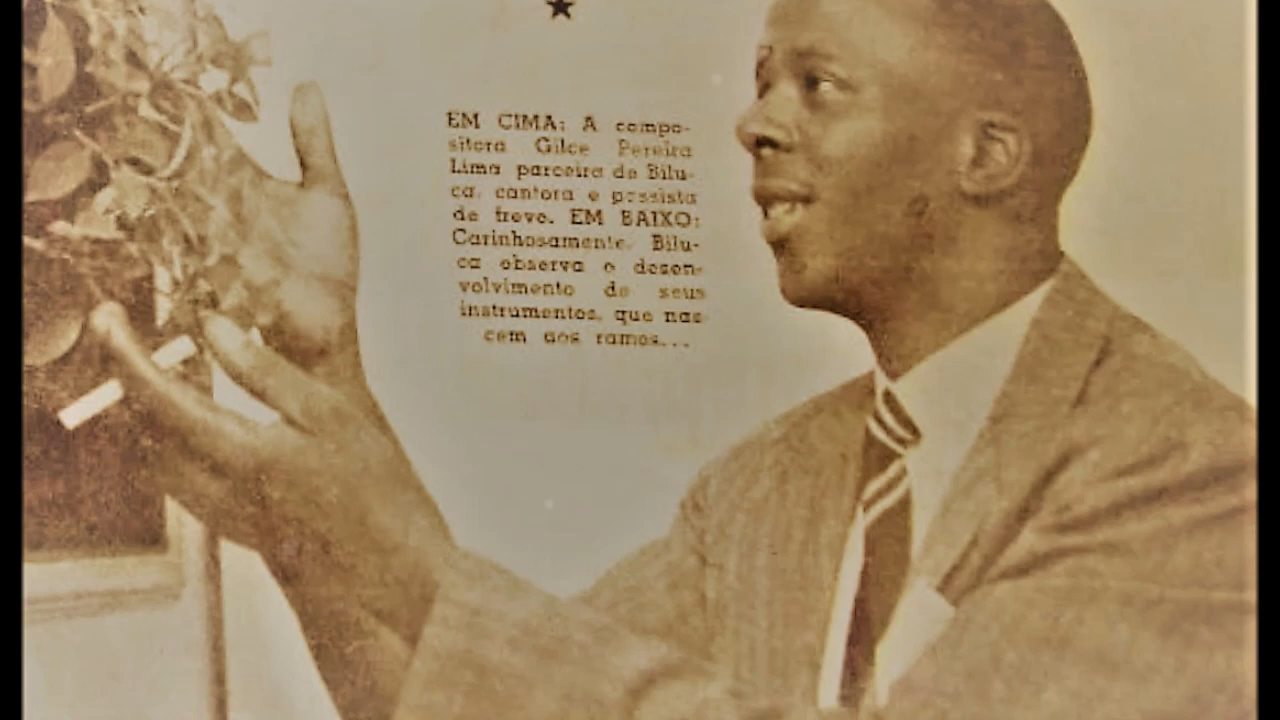 EM CIMA: A compo-
sitora Gilce Pereira
Lima parceira de Bilu-
ca, cantora e passista
de frevo. EM BAIXO:
Carinhosamente, Bilu-
ca observa o desen-
volvimento de seus
instrumentos, que nas-
cem aos ramos...